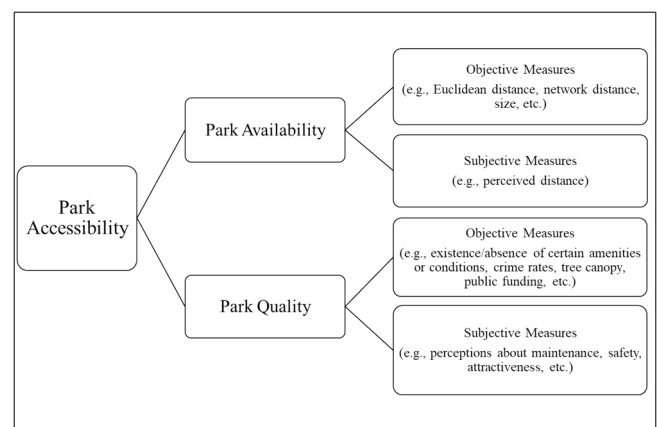 Park
Accessibility
Park Availability
Objective Measures
(e.g., Euclidean distance, network distance,
size, etc.)
Subjective Measures
(e.g., perceived distance)
Park Quality
Objective Measures
(e.g., existence/absence of certain amenities
or conditions, crime rates, tree canopy,
public funding, etc.)
Subjective Measures
(e.g., perceptions about maintenance, safety,
attractiveness, etc.)